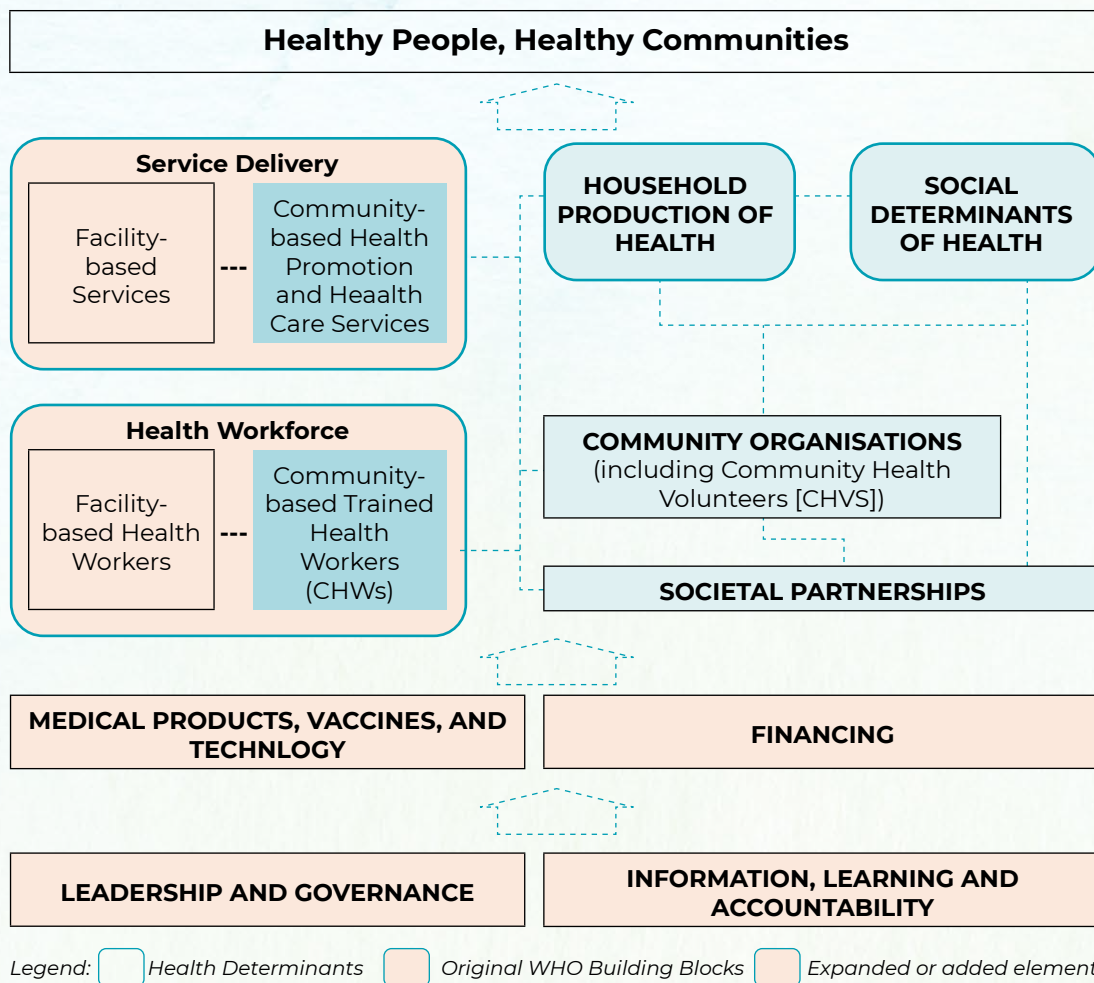 Healthy People, Healthy Communities
Service Delivery
Facility-
based
Services
---
Community-
based Health
Promotion
and Heaalth
Care Services
HOUSEHOLD
PRODUCTION OF
HEALTH
SOCIAL
DETERMINANTS
OF HEALTH
Health Workforce
Facility-
based Health
Workers
---
Community-
based Trained
Health
Workers
(CHWs)
COMMUNITY ORGANISATIONS
(including Community Health
Volunteers [CHVS])
SOCIETAL PARTNERSHIPS
MEDICAL PRODUCTS, VACCINES, AND
TECHNLOGY
FINANCING
LEADERSHIP AND GOVERNANCE
INFORMATION, LEARNING AND
ACCOUNTABILITY
Legend: Health Determinants Original WHO Building Blocks Expanded or added element